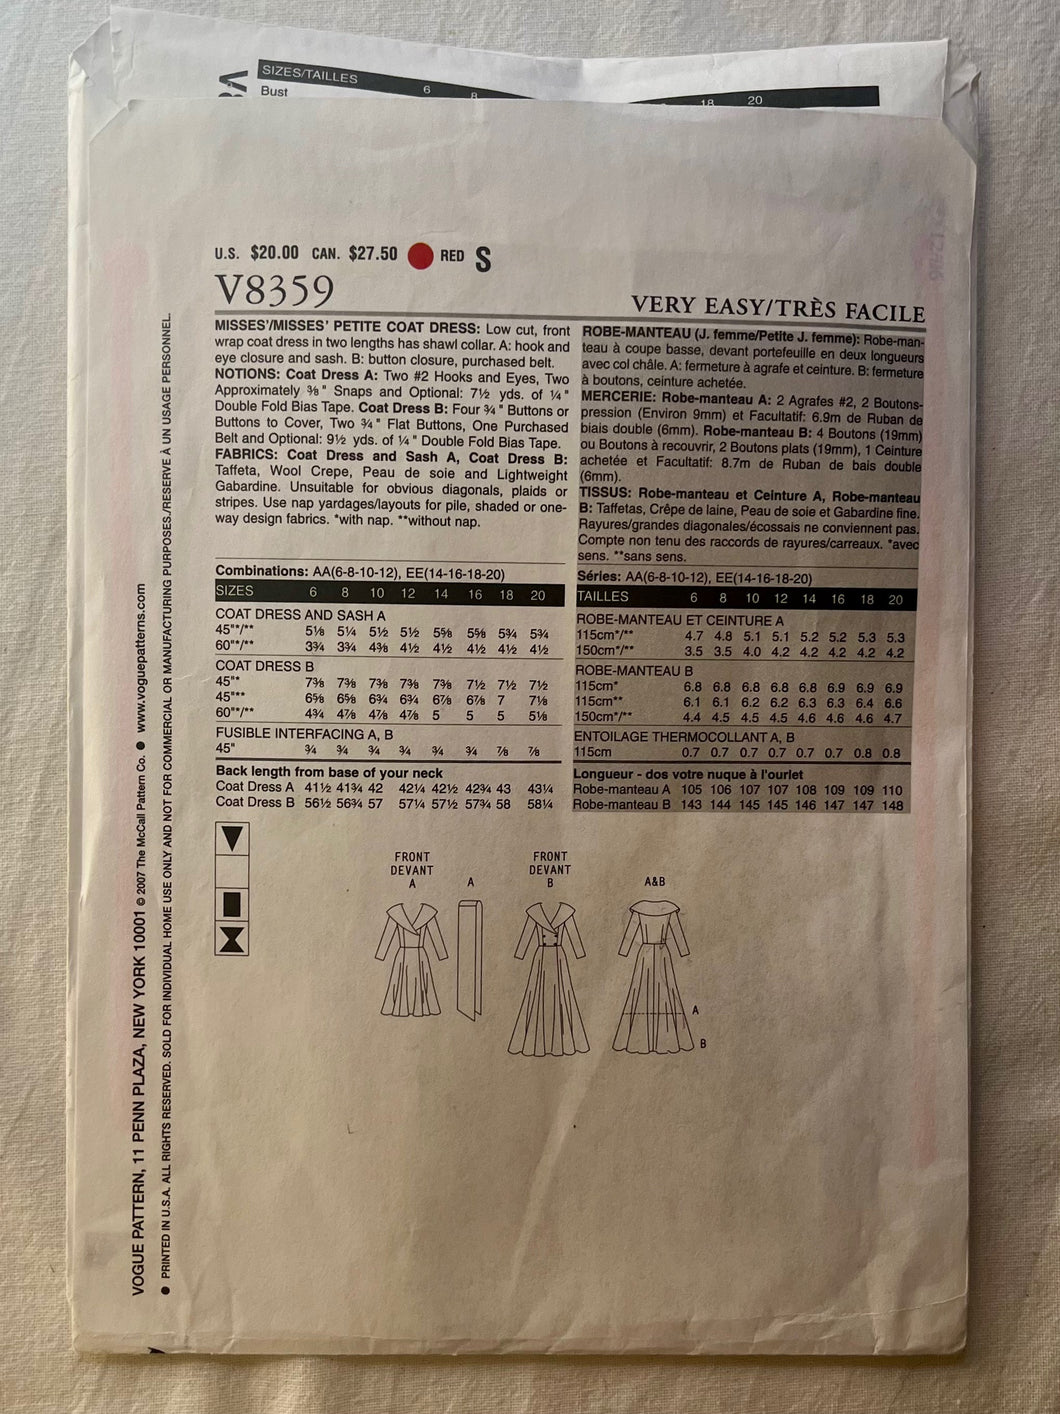 SIZES/TAILLES
6 8 18 20
Bust
U.S. $20.00 CAN. $27.50 RED S
V8359
VERY EASY/TRÈS FACILE
MISSES'/MISSES' PETITE COAT DRESS: Low cut, front
wrap coat dress in two lengths has shawl collar. A: hook and
eye closure and sash. B: button closure, purchased belt.
NOTIONS: Coat Dress A: Two #2 Hooks and Eyes, Two
Approximately ⅜" Snaps and Optional: 7½ yds. of ¼"
Double Fold Bias Tape. Coat Dress B: Four ¾" Buttons or
Buttons to Cover, Two ¾" Flat Buttons, One Purchased
Belt and Optional: 9½ yds. of ¼" Double Fold Bias Tape.
FABRICS: Coat Dress and Sash A, Coat Dress B:
Taffeta, Wool Crepe, Peau de soie and Lightweight
Gabardine. Unsuitable for obvious diagonals, plaids or
stripes. Use nap yardages/layouts for pile, shaded or one-
way design fabrics. *with nap. **without nap.
Combinations: AA(6-8-10-12), EE(14-16-18-20)
SIZES 6 8 10 12 14 16 18 20
COAT DRESS AND SASH A
45"*/** 5⅛ 5¼ 5½ 5½ 5⅝ 5⅝ 5¾ 5¾
60"*/** 3¾ 3¾ 4⅜ 4½ 4½ 4½ 4½ 4½
COAT DRESS B
45"* 7⅜ 7⅜ 7⅜ 7⅜ 7⅜ 7½ 7½ 7½
45"** 6⅝ 6⅝ 6¾ 6¾ 6⅞ 6⅞ 7 7⅛
60"*/** 4¾ 4⅞ 4⅞ 4⅞ 5 5 5 5⅛
FUSIBLE INTERFACING A, B
45" ¾ ¾ ¾ ¾ ¾ ¾ ⅞ ⅞
Back length from base of your neck
Coat Dress A 41½ 41¾ 42 42¼ 42½ 42¾ 43 43¼
Coat Dress B 56½ 56¾ 57 57¼ 57½ 57¾ 58 58¼
ROBE-MANTEAU (J. femme/Petite J. femme): Robe-man-
teau à coupe basse, devant portefeuille en deux longueurs
avec col châle. A: fermeture à agrafe et ceinture. B: fermeture
à boutons, ceinture achetée.
MERCERIE: Robe-manteau A: 2 Agrafes #2, 2 Boutons-
pression (Environ 9mm) et Facultatif: 6.9m de Ruban de
biais double (6mm). Robe-manteau B: 4 Boutons (19mm)
ou Boutons à recouvrir, 2 Boutons plats (19mm), 1 Ceinture
achetée et Facultatif: 8.7m de Ruban de bais double
(6mm).
TISSUS: Robe-manteau et Ceinture A, Robe-manteau
B: Taffetas, Crêpe de laine, Peau de soie et Gabardine fine.
Rayures/grandes diagonales/écossais ne conviennent pas.
Compte non tenu des raccords de rayures/carreaux. *avec
sens. **sans sens.
Séries: AA(6-8-10-12), EE(14-16-18-20)
TAILLES 6 8 10 12 14 16 18 20
ROBE-MANTEAU ET CEINTURE A
115cm*/** 4.7 4.8 5.1 5.1 5.2 5.2 5.3 5.3
150cm*/** 3.5 3.5 4.0 4.2 4.2 4.2 4.2 4.2
ROBE-MANTEAU B
115cm* 6.8 6.8 6.8 6.8 6.8 6.9 6.9 6.9
115cm** 6.1 6.1 6.2 6.2 6.3 6.3 6.4 6.6
150cm*/** 4.4 4.5 4.5 4.5 4.6 4.6 4.6 4.7
ENTOILAGE THERMOCOLLANT A, B
115cm 0.7 0.7 0.7 0.7 0.7 0.7 0.8 0.8
Longueur - dos votre nuque à l'ourlet
Robe-manteau A 105 106 107 107 108 109 109 110
Robe-manteau B 143 144 145 145 146 147 147 148
FRONT
DEVANT
A
A
FRONT
DEVANT
B
A&B
A
B
VOGUE PATTERN, 11 PENN PLAZA, NEW YORK 10001 © 2007 The McCall Pattern Co. ● www.voguepatterns.com
● PRINTED IN U.S.A. ALL RIGHTS RESERVED. SOLD FOR INDIVIDUAL HOME USE ONLY AND NOT FOR COMMERCIAL OR MANUFACTURING PURPOSES./RESERVE À UN USAGE PERSONNEL.